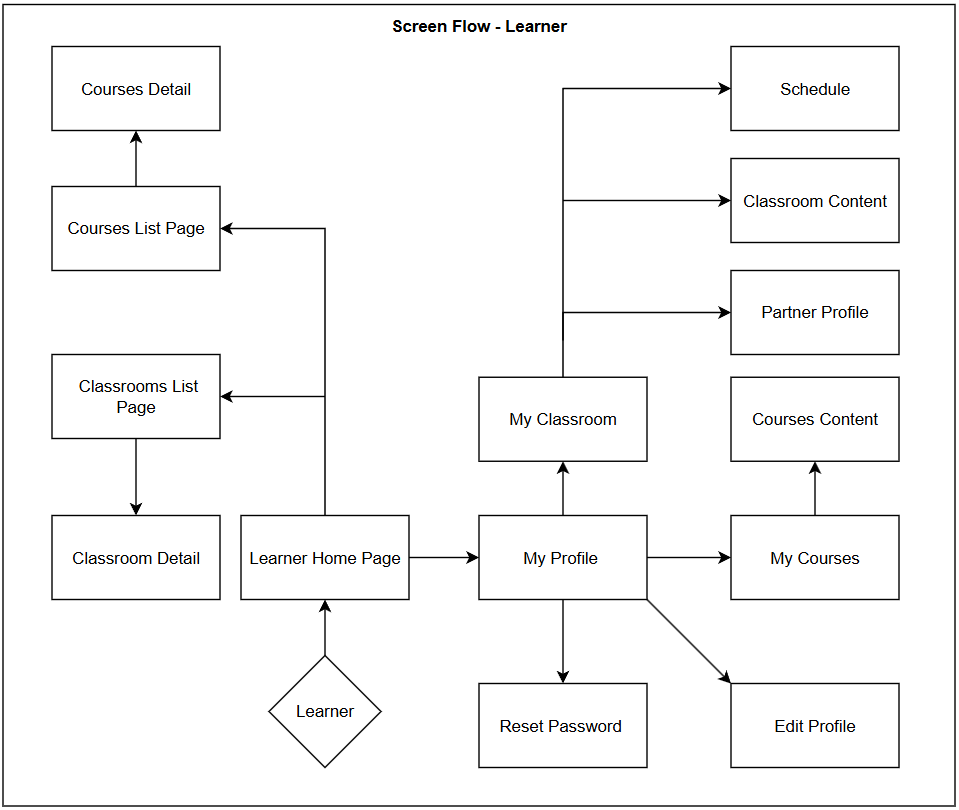 Screen Flow - Learner
Courses Detail
Schedule
Courses List Page
Classroom Content
Partner Profile
Classrooms List
Page
My Classroom
Courses Content
Classroom Detail
Learner Home Page
My Profile
My Courses
Learner
Reset Password
Edit Profile